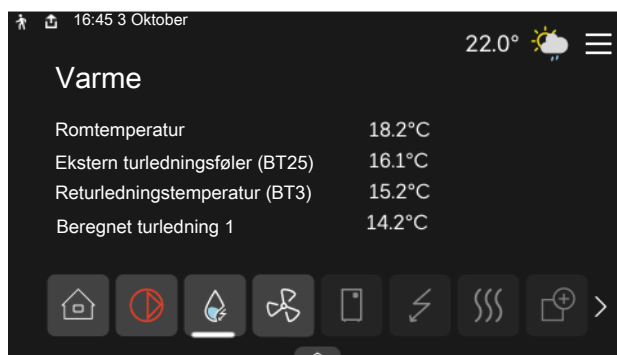 16:45 3 Oktober
22.0°
Varme
Romtemperatur 18.2°C
Ekstern turledningsføler (BT25) 16.1°C
Returledningstemperatur (BT3) 15.2°C
Beregnet turledning 1 14.2°C